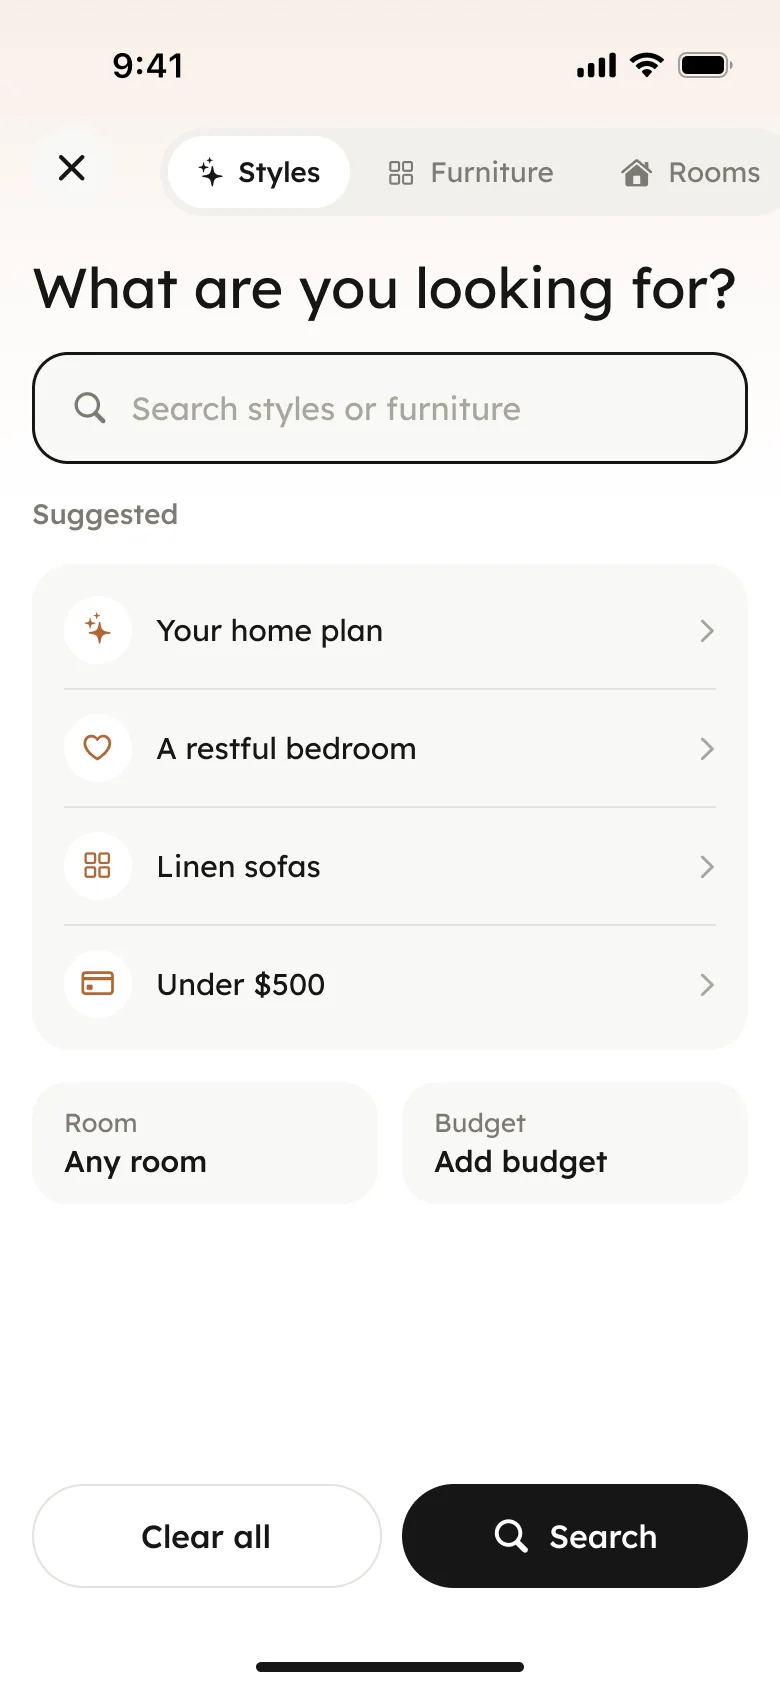 9:41
Styles
Furniture
Rooms
What are you looking for?
Search styles or furniture
Suggested
Your home plan
A restful bedroom
Linen sofas
Under $500
Room
Any room
Budget
Add budget
Clear all
Search